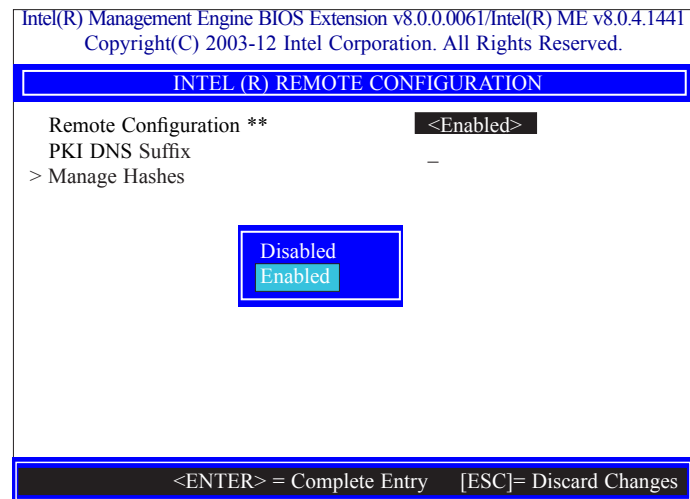 Intel(R) Management Engine BIOS Extension v8.0.0.0061/Intel(R) ME v8.0.4.1441
Copyright(C) 2003-12 Intel Corporation. All Rights Reserved.
INTEL (R) REMOTE CONFIGURATION
Remote Configuration ** <Enabled>
PKI DNS Suffix _
> Manage Hashes
Disabled
Enabled
<ENTER> = Complete Entry [ESC]= Discard Changes